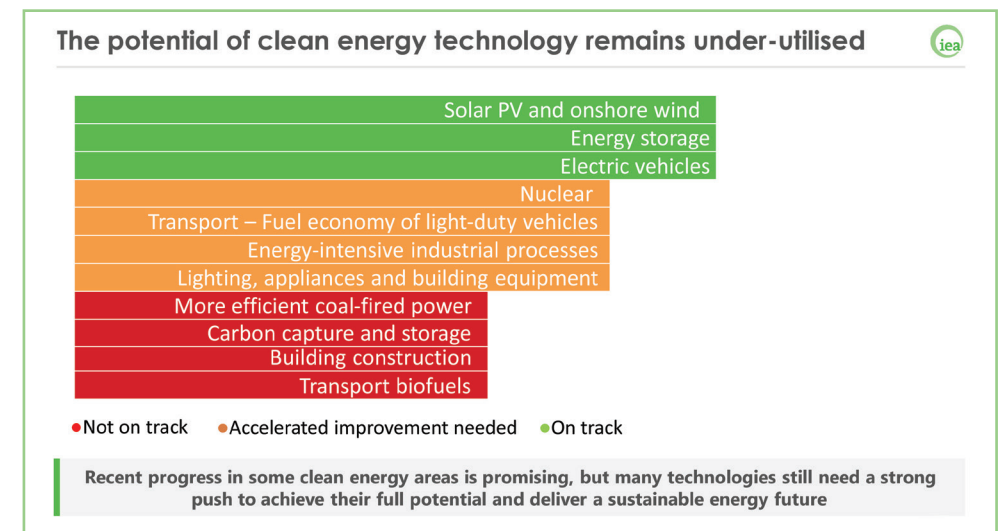 The potential of clean energy technology remains under-utilised
iea
Solar PV and onshore wind
Energy storage
Electric vehicles
Nuclear
Transport – Fuel economy of light-duty vehicles
Energy-intensive industrial processes
Lighting, appliances and building equipment
More efficient coal-fired power
Carbon capture and storage
Building construction
Transport biofuels
Not on track Accelerated improvement needed On track
Recent progress in some clean energy areas is promising, but many technologies still need a strong
push to achieve their full potential and deliver a sustainable energy future